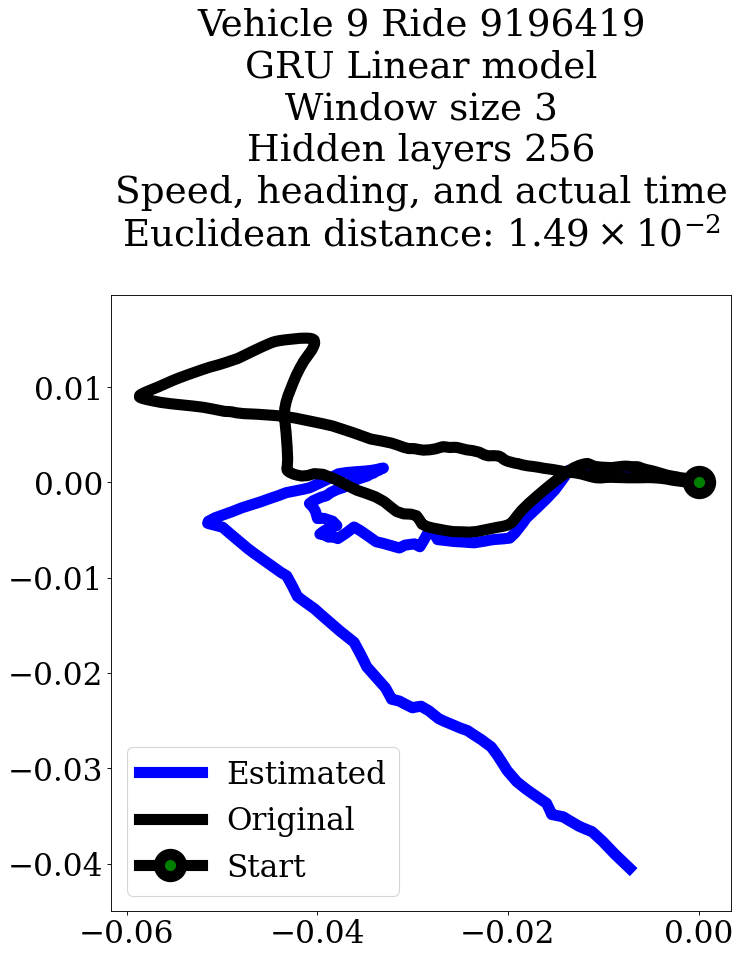 Vehicle 9 Ride 9196419
GRU Linear model
Window size 3
Hidden layers 256
Speed, heading, and actual time
Euclidean distance: 1.49 × 10⁻²
0.01
0.00
−0.01
−0.02
−0.03
−0.04
Estimated
Original
Start
−0.06 −0.04 −0.02 0.00